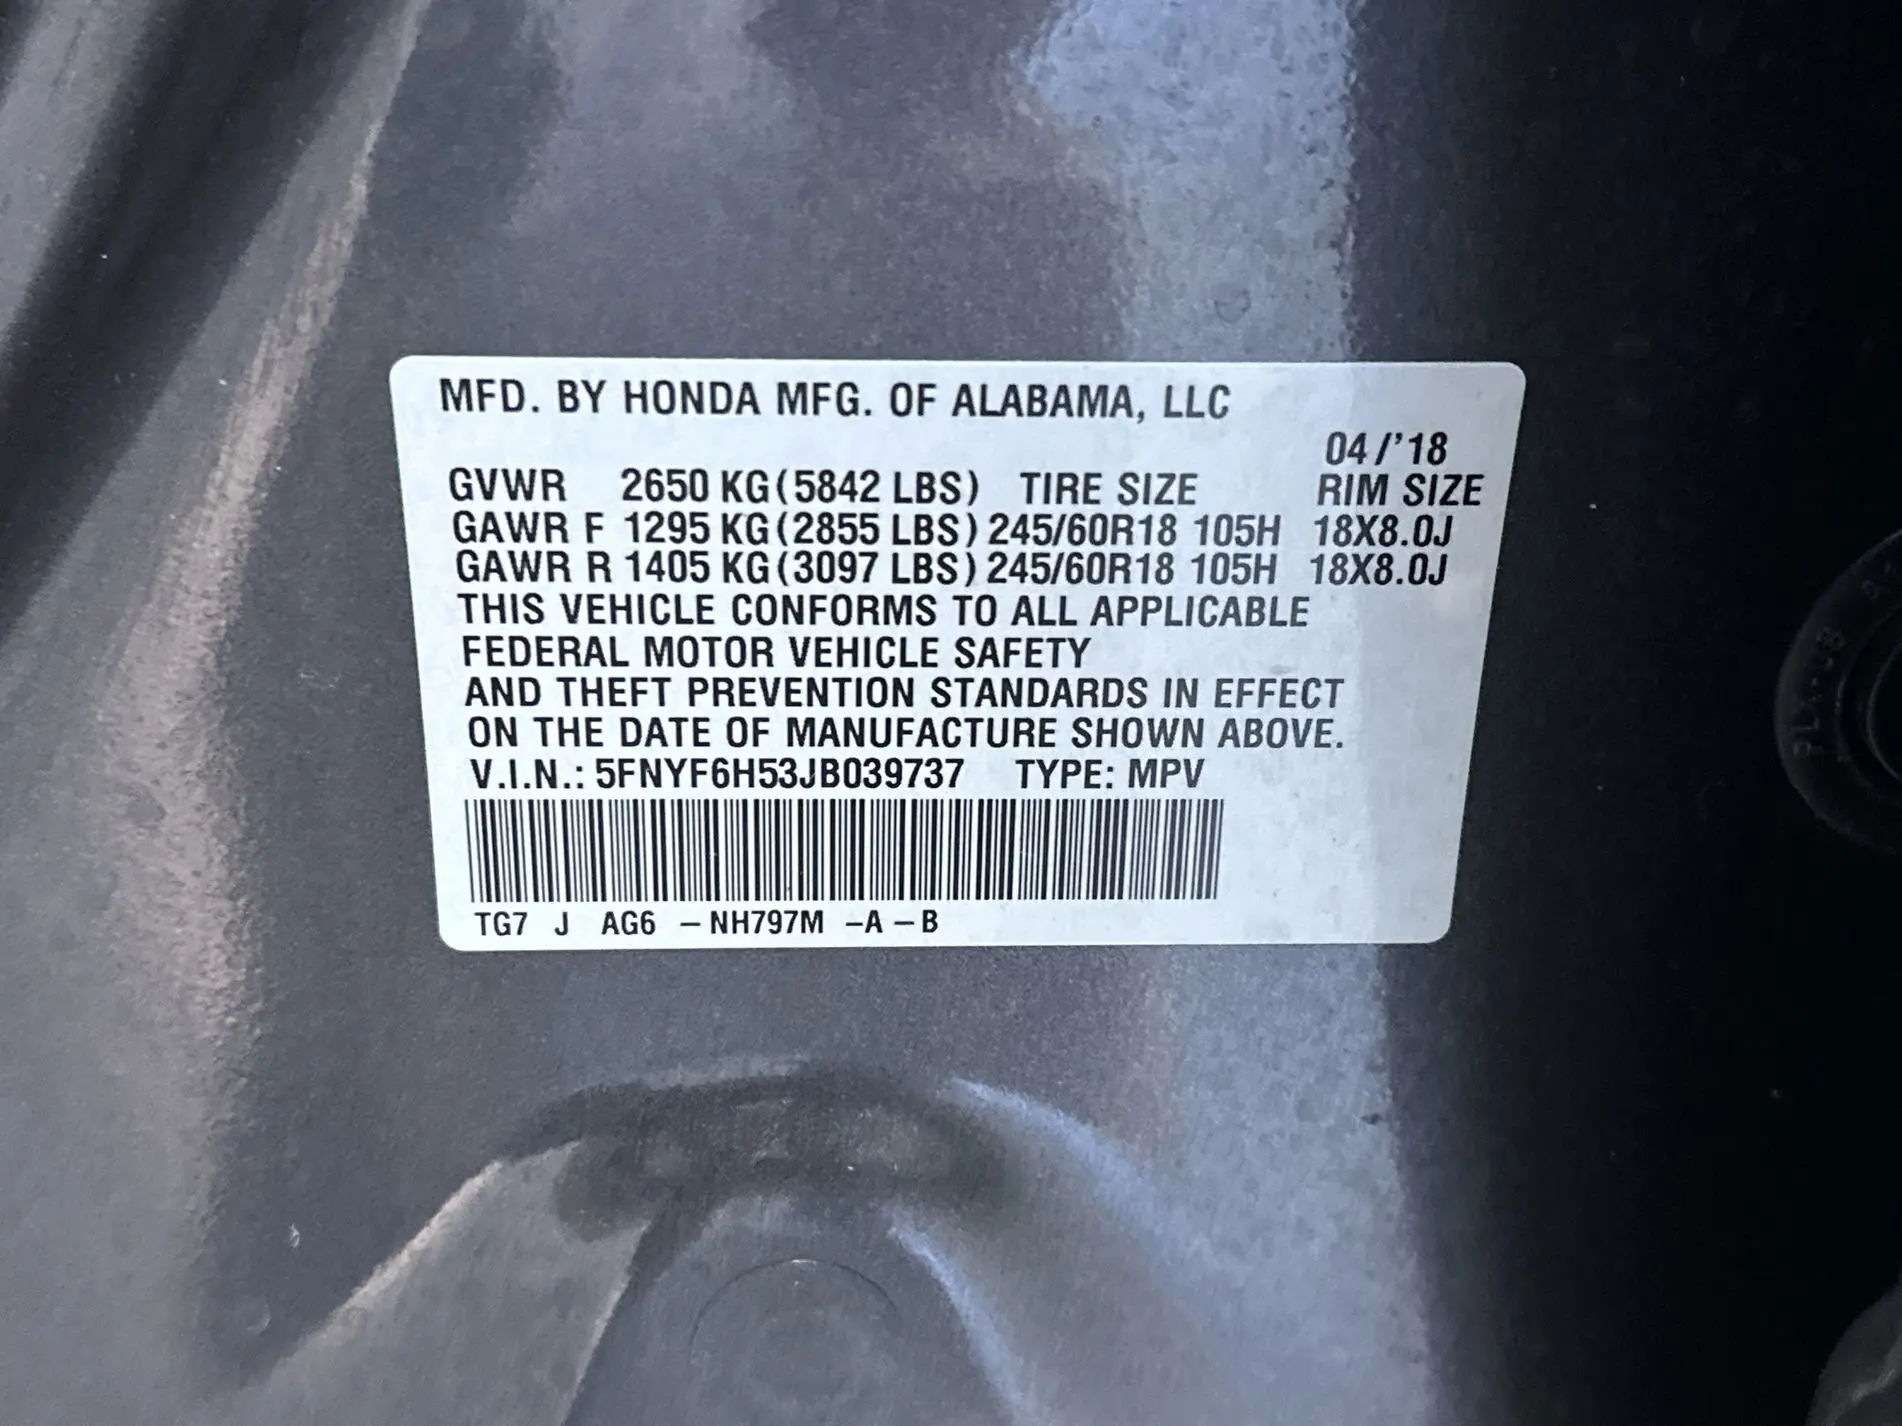 MFD. BY HONDA MFG. OF ALABAMA, LLC
04/'18
GVWR 2650 KG(5842 LBS) TIRE SIZE RIM SIZE
GAWR F 1295 KG(2855 LBS) 245/60R18 105H 18X8.0J
GAWR R 1405 KG(3097 LBS) 245/60R18 105H 18X8.0J
THIS VEHICLE CONFORMS TO ALL APPLICABLE
FEDERAL MOTOR VEHICLE SAFETY
AND THEFT PREVENTION STANDARDS IN EFFECT
ON THE DATE OF MANUFACTURE SHOWN ABOVE.
V.I.N.: 5FNYF6H53JB039737 TYPE: MPV
TG7 J AG6 –NH797M –A–B